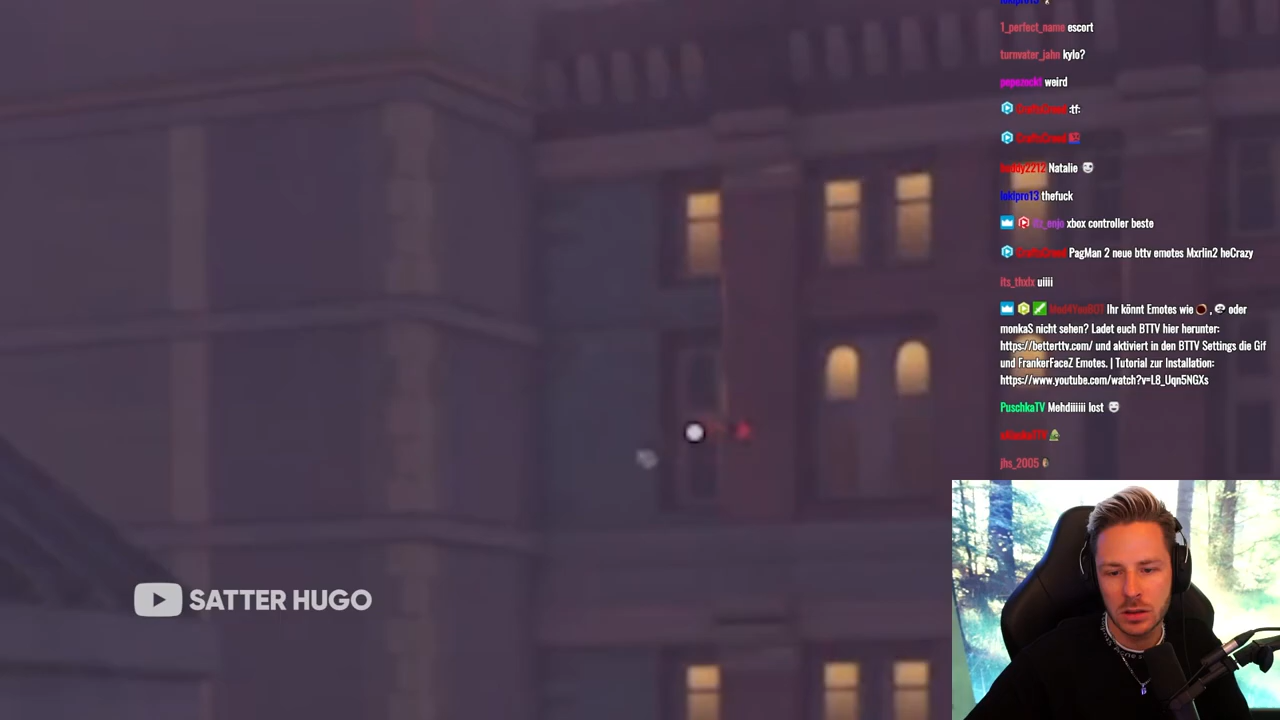 1_perfect_name escort
turnvater_jahn kylo?
weird
:tf:
Natalie
lokipro13 thefuck
xbox controller beste
PagMan 2 neue bttv emotes Mxrlin2 heCrazy
its_thxlx uiiii
Ihr könnt Emotes wie , oder
monkaS nicht sehen? Ladet euch BTTV hier herunter:
https://betterttv.com/ und aktiviert in den BTTV Settings die Gif
und FrankerFaceZ Emotes. | Tutorial zur Installation:
https://www.youtube.com/watch?v=L8_Uqn5NGXs
PuschkaTV Mehdiiiiii lost
jhs_2005
SATTER HUGO